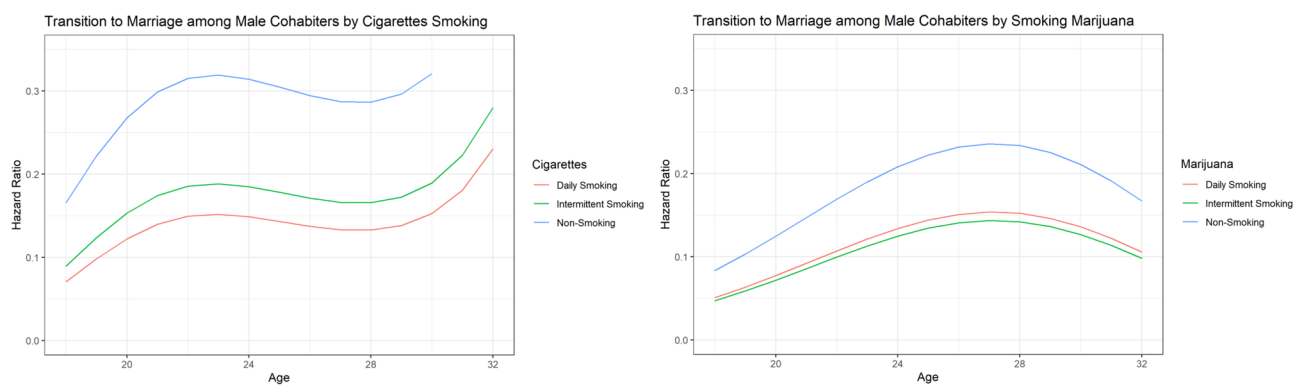 Transition to Marriage among Male Cohabiters by Cigarettes Smoking
0.3
0.2
0.1
0.0
Hazard Ratio
20
24
28
32
Age
Cigarettes
Daily Smoking
Intermittent Smoking
Non-Smoking
Transition to Marriage among Male Cohabiters by Smoking Marijuana
0.3
0.2
0.1
0.0
Hazard Ratio
20
24
28
32
Age
Marijuana
Daily Smoking
Intermittent Smoking
Non-Smoking